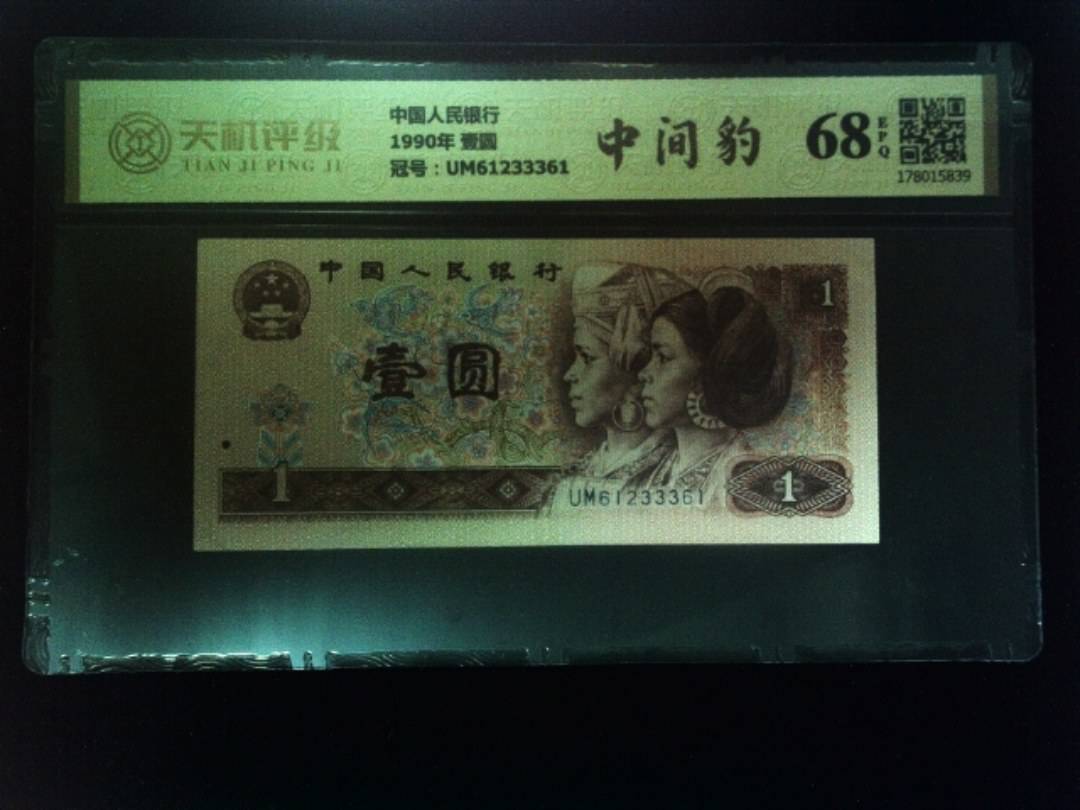 天机评级
TIAN JI PING JI
中国人民银行
1990年 壹圆
冠号：UM61233361
中间豹
68
EPQ
178015839
中国人民银行
1
壹圆
1
UM61233361
1